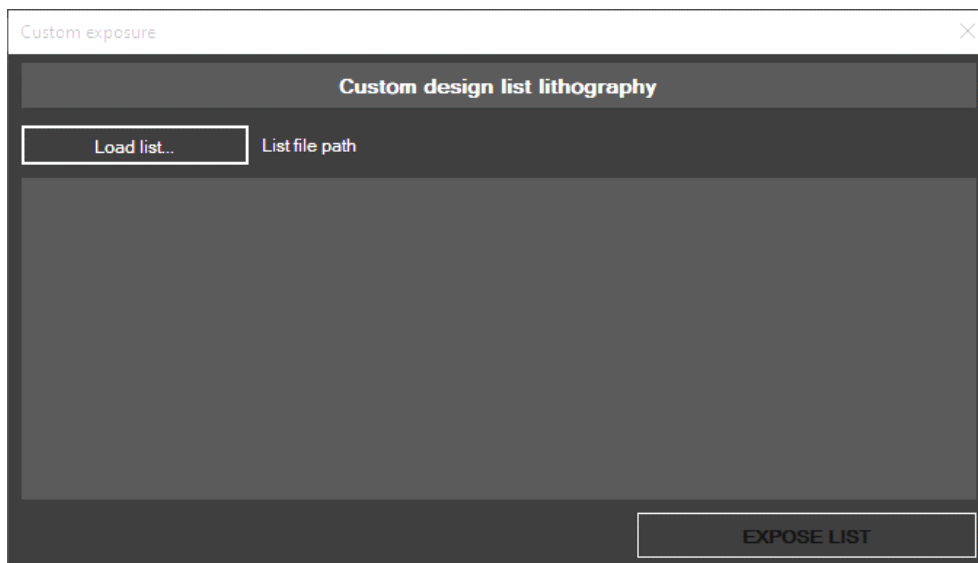 Custom exposure
Custom design list lithography
Load list...
List file path
EXPOSE LIST